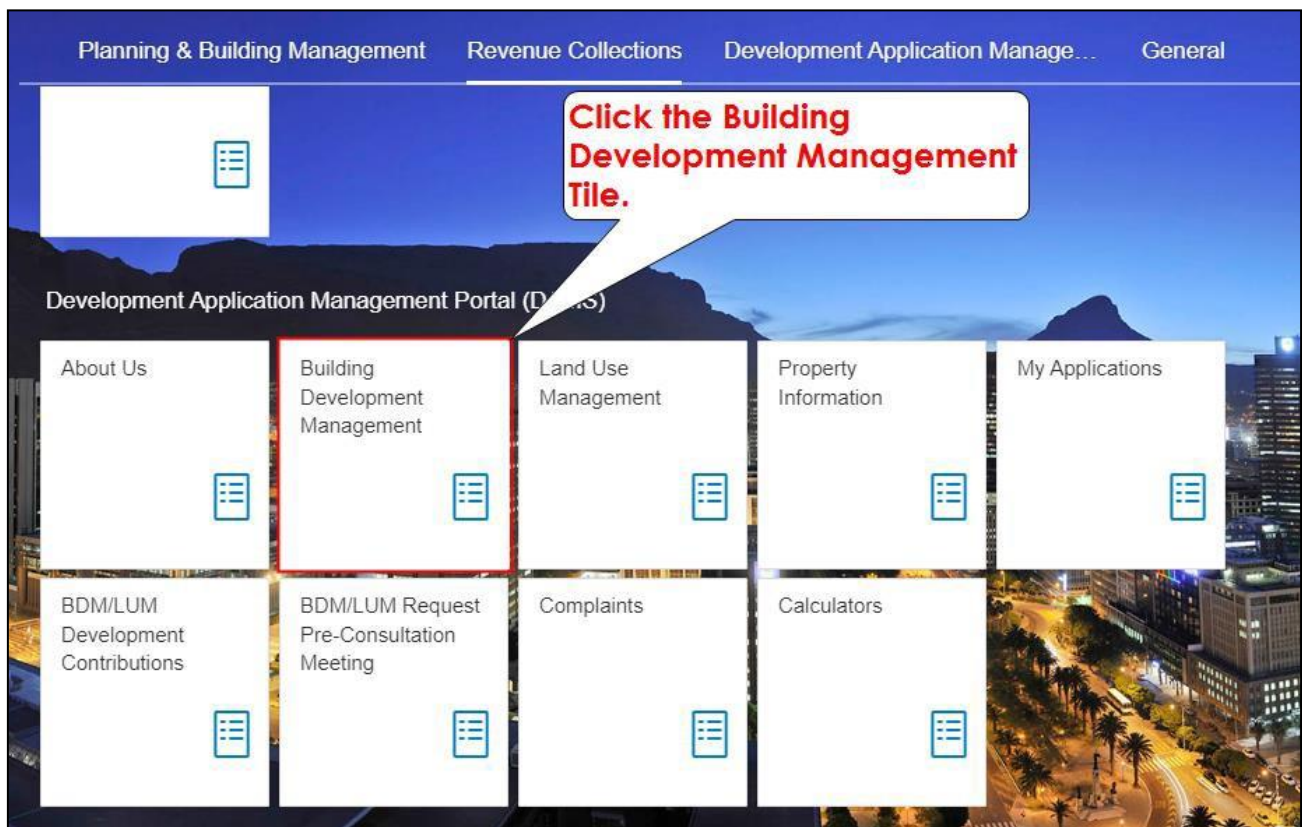 Planning & Building Management Revenue Collections Development Application Manage... General
Click the Building
Development Management
Tile.
Development Application Management Portal
About Us
Building
Development
Management
Land Use
Management
Property
Information
My Applications
BDM/LUM
Development
Contributions
BDM/LUM Request
Pre-Consultation
Meeting
Complaints
Calculators